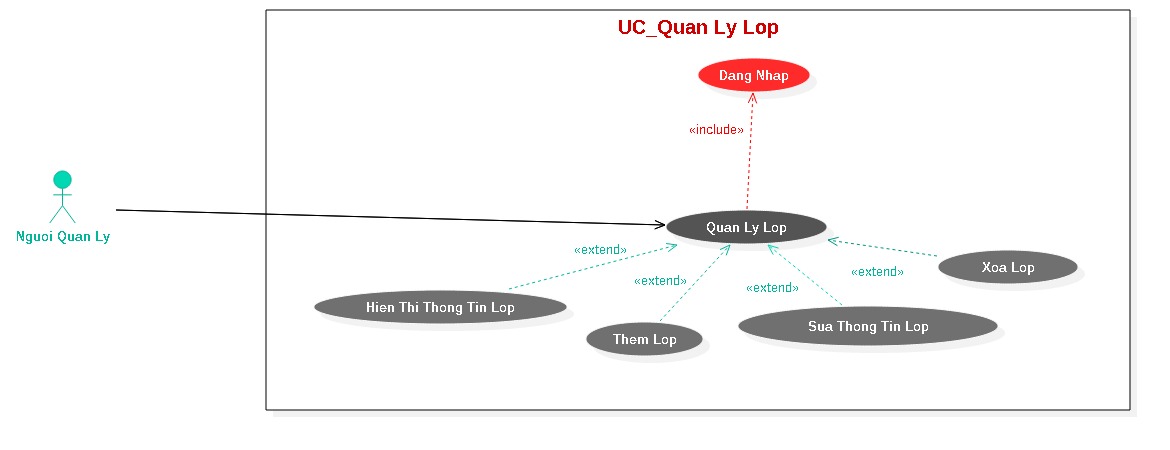 UC_Quan Ly Lop
Dang Nhap
«include»
Nguoi Quan Ly
Quan Ly Lop
«extend»
«extend»
«extend»
«extend»
Xoa Lop
Hien Thi Thong Tin Lop
Them Lop
Sua Thong Tin Lop